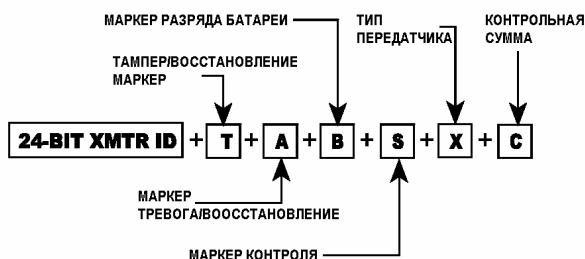 МАРКЕР РАЗРЯДА БАТАРЕИ
ТИП
ПЕРЕДАТЧИКА
КОНТРОЛЬНАЯ
СУММА
ТАМПЕР/ВОССТАНОВЛЕНИЕ
МАРКЕР
24-BIT XMTR ID + T + A + B + S + X + C
МАРКЕР
ТРЕВОГА/ВООССТАНОВЛЕНИЕ
МАРКЕР КОНТРОЛЯ